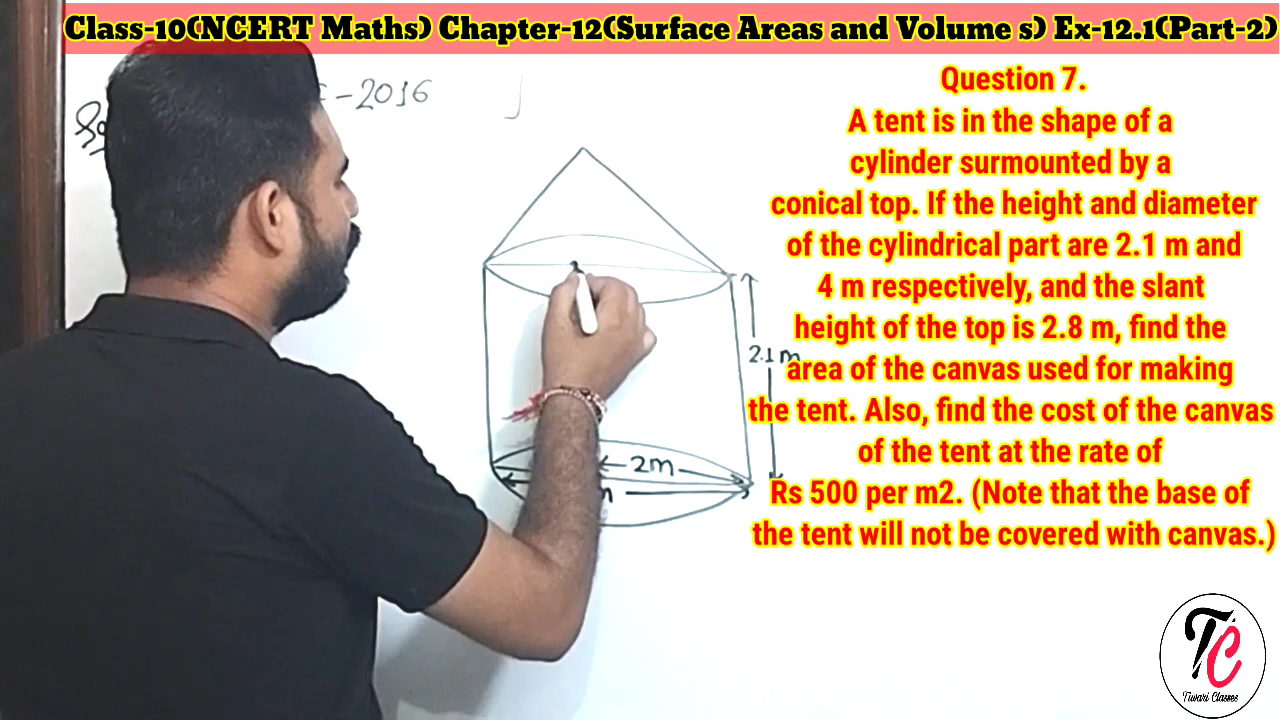 Class-10(NCERT Maths) Chapter-12(Surface Areas and Volume s) Ex-12.1(Part-2)
-2016
Question 7.
A tent is in the shape of a
cylinder surmounted by a
conical top. If the height and diameter
of the cylindrical part are 2.1 m and
4 m respectively, and the slant
height of the top is 2.8 m, find the
area of the canvas used for making
the tent. Also, find the cost of the canvas
of the tent at the rate of
Rs 500 per m2. (Note that the base of
the tent will not be covered with canvas.)
2.1m
2m
m
TC
Tiwari Classes